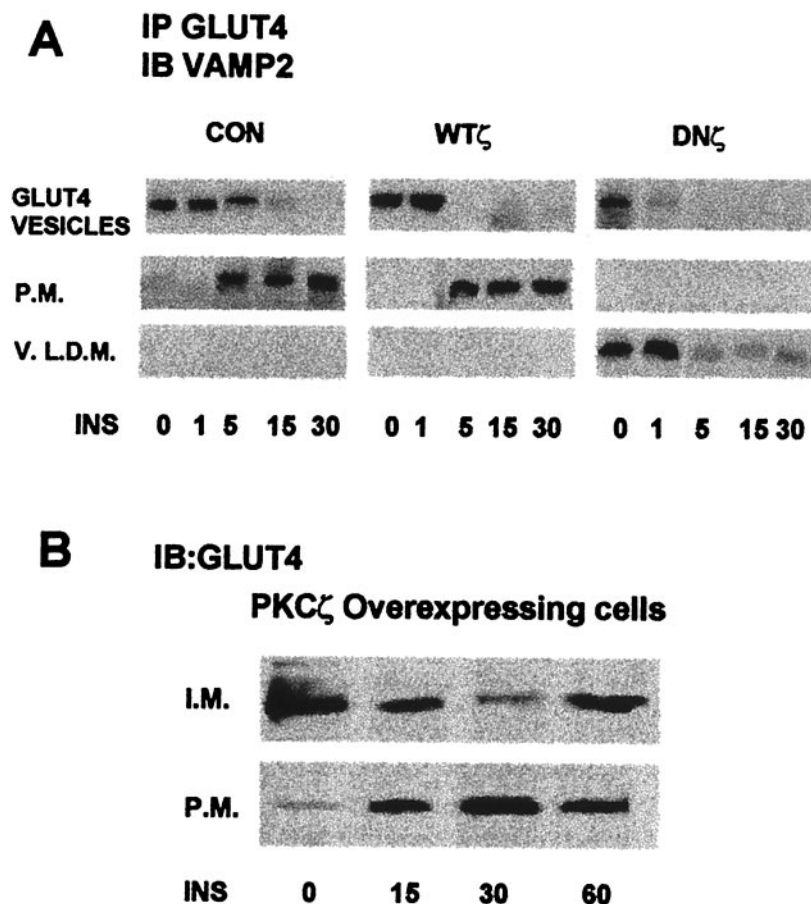 A
IP GLUT4
IB VAMP2
CON WTζ DNζ
GLUT4
VESICLES
P.M.
V. L.D.M.
INS 0 1 5 15 30 0 1 5 15 30 0 1 5 15 30
B
IB:GLUT4
PKCζ Overexpressing cells
I.M.
P.M.
INS 0 15 30 60